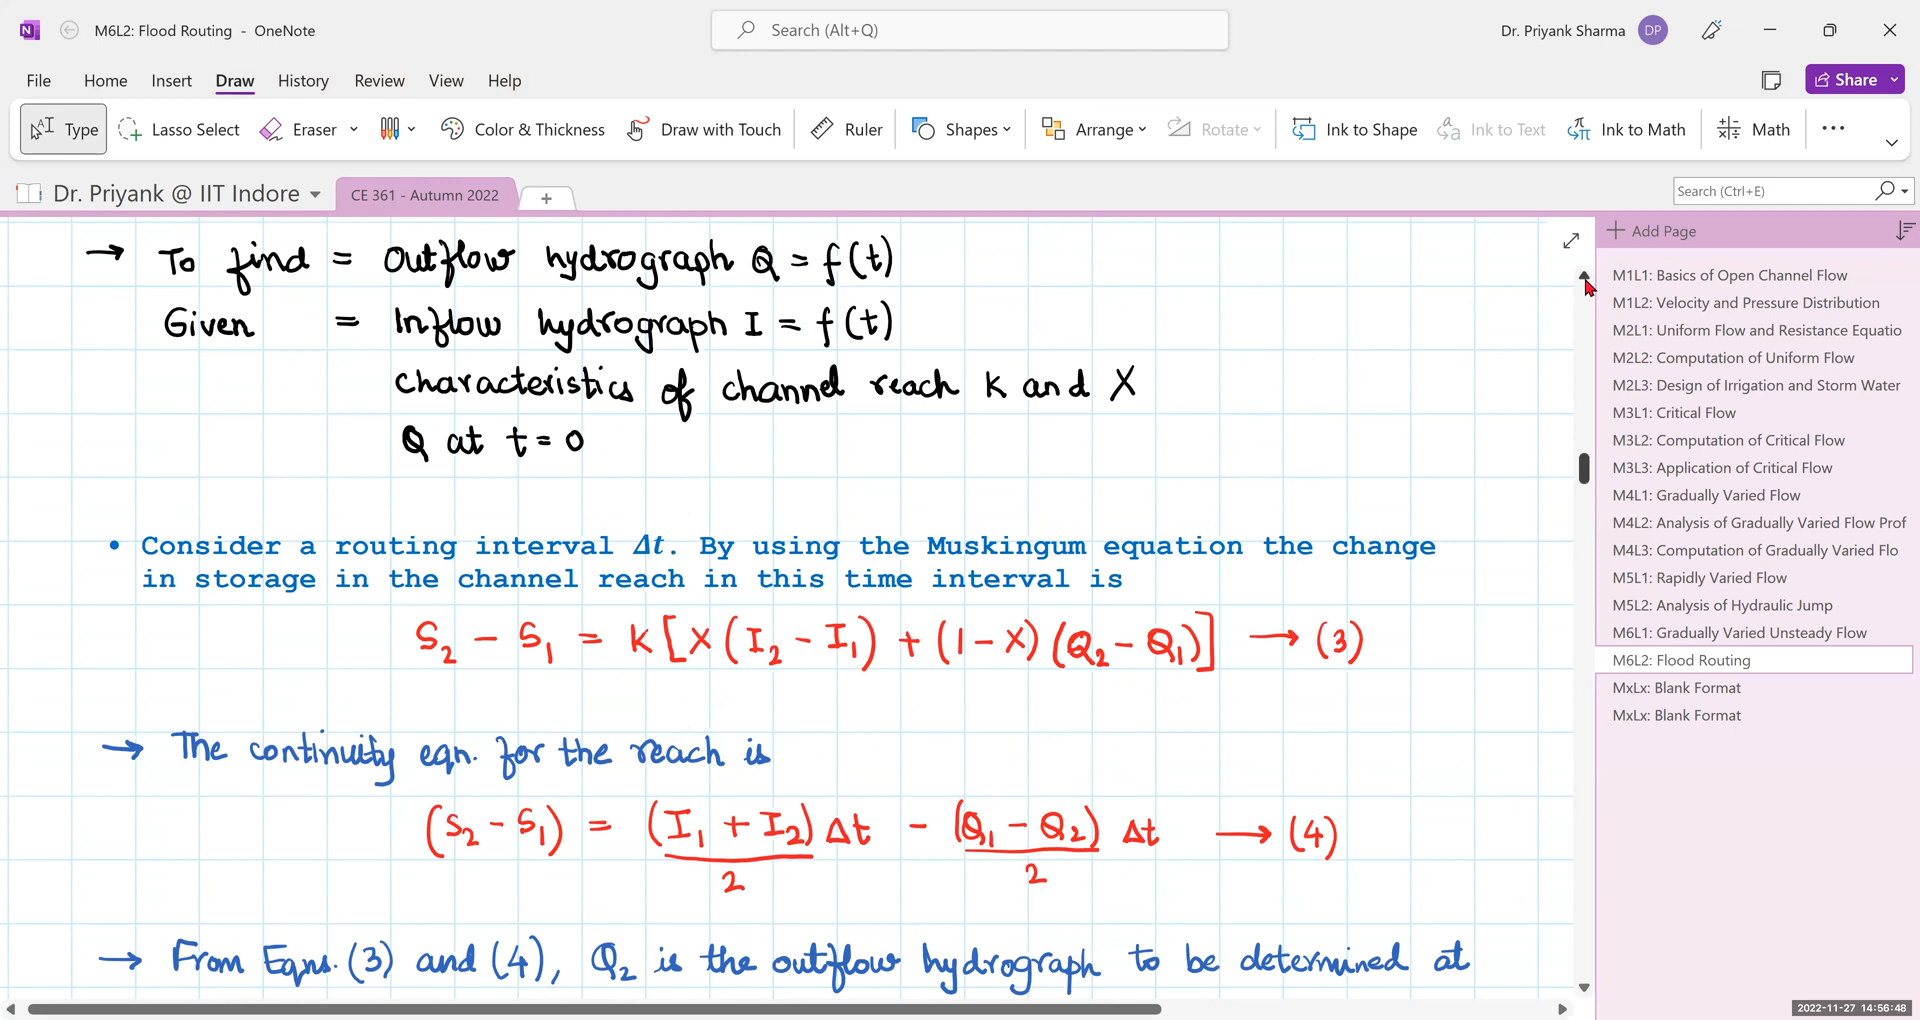 M6L2: Flood Routing - OneNote
Search (Alt+Q)
Dr. Priyank Sharma DP
File Home Insert Draw History Review View Help
Share
Type Lasso Select Eraser Color & Thickness Draw with Touch Ruler Shapes Arrange Rotate Ink to Shape Ink to Text Ink to Math Math
Dr. Priyank @ IIT Indore CE 361 - Autumn 2022 +
Search (Ctrl+E)
→ To find = Outflow hydrograph Q = f(t)
Given = Inflow hydrograph I = f(t)
characteristics of channel reach K and X
Q at t = 0
• Consider a routing interval Δt. By using the Muskingum equation the change
in storage in the channel reach in this time interval is
S₂ - S₁ = K[X(I₂ - I₁) + (1-X)(Q₂ - Q₁)] → (3)
→ The continuity eqn. for the reach is
(S₂ - S₁) = (I₁ + I₂)/2 Δt - (Q₁ - Q₂)/2 Δt → (4)
→ From Eqns. (3) and (4), Q₂ is the outflow hydrograph to be determined at
Add Page
M1L1: Basics of Open Channel Flow
M1L2: Velocity and Pressure Distribution
M2L1: Uniform Flow and Resistance Equatio
M2L2: Computation of Uniform Flow
M2L3: Design of Irrigation and Storm Water
M3L1: Critical Flow
M3L2: Computation of Critical Flow
M3L3: Application of Critical Flow
M4L1: Gradually Varied Flow
M4L2: Analysis of Gradually Varied Flow Prof
M4L3: Computation of Gradually Varied Flo
M5L1: Rapidly Varied Flow
M5L2: Analysis of Hydraulic Jump
M6L1: Gradually Varied Unsteady Flow
M6L2: Flood Routing
MxLx: Blank Format
MxLx: Blank Format
2022-11-27 14:56:48